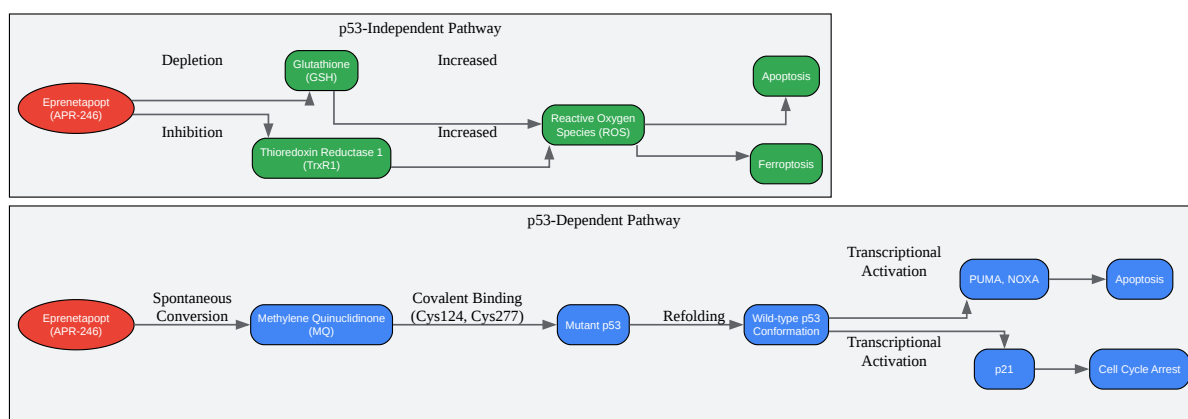 p53-Independent Pathway
Depletion
Glutathione
(GSH)
Increased
Apoptosis
Eprenetapopt
(APR-246)
Inhibition
Increased
Reactive Oxygen
Species (ROS)
Thioredoxin Reductase 1
(TrxR1)
Ferroptosis
p53-Dependent Pathway
Transcriptional
Activation
PUMA, NOXA
Apoptosis
Eprenetapopt
(APR-246)
Spontaneous
Conversion
Methylene Quinuclidinone
(MQ)
Covalent Binding
(Cys124, Cys277)
Mutant p53
Refolding
Wild-type p53
Conformation
Transcriptional
Activation
p21
Cell Cycle Arrest